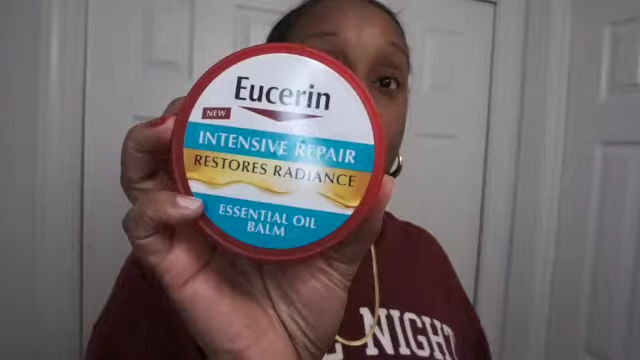 Eucerin
NEW
INTENSIVE REPAIR
RESTORES RADIANCE
ESSENTIAL OIL
BALM
NIGHT